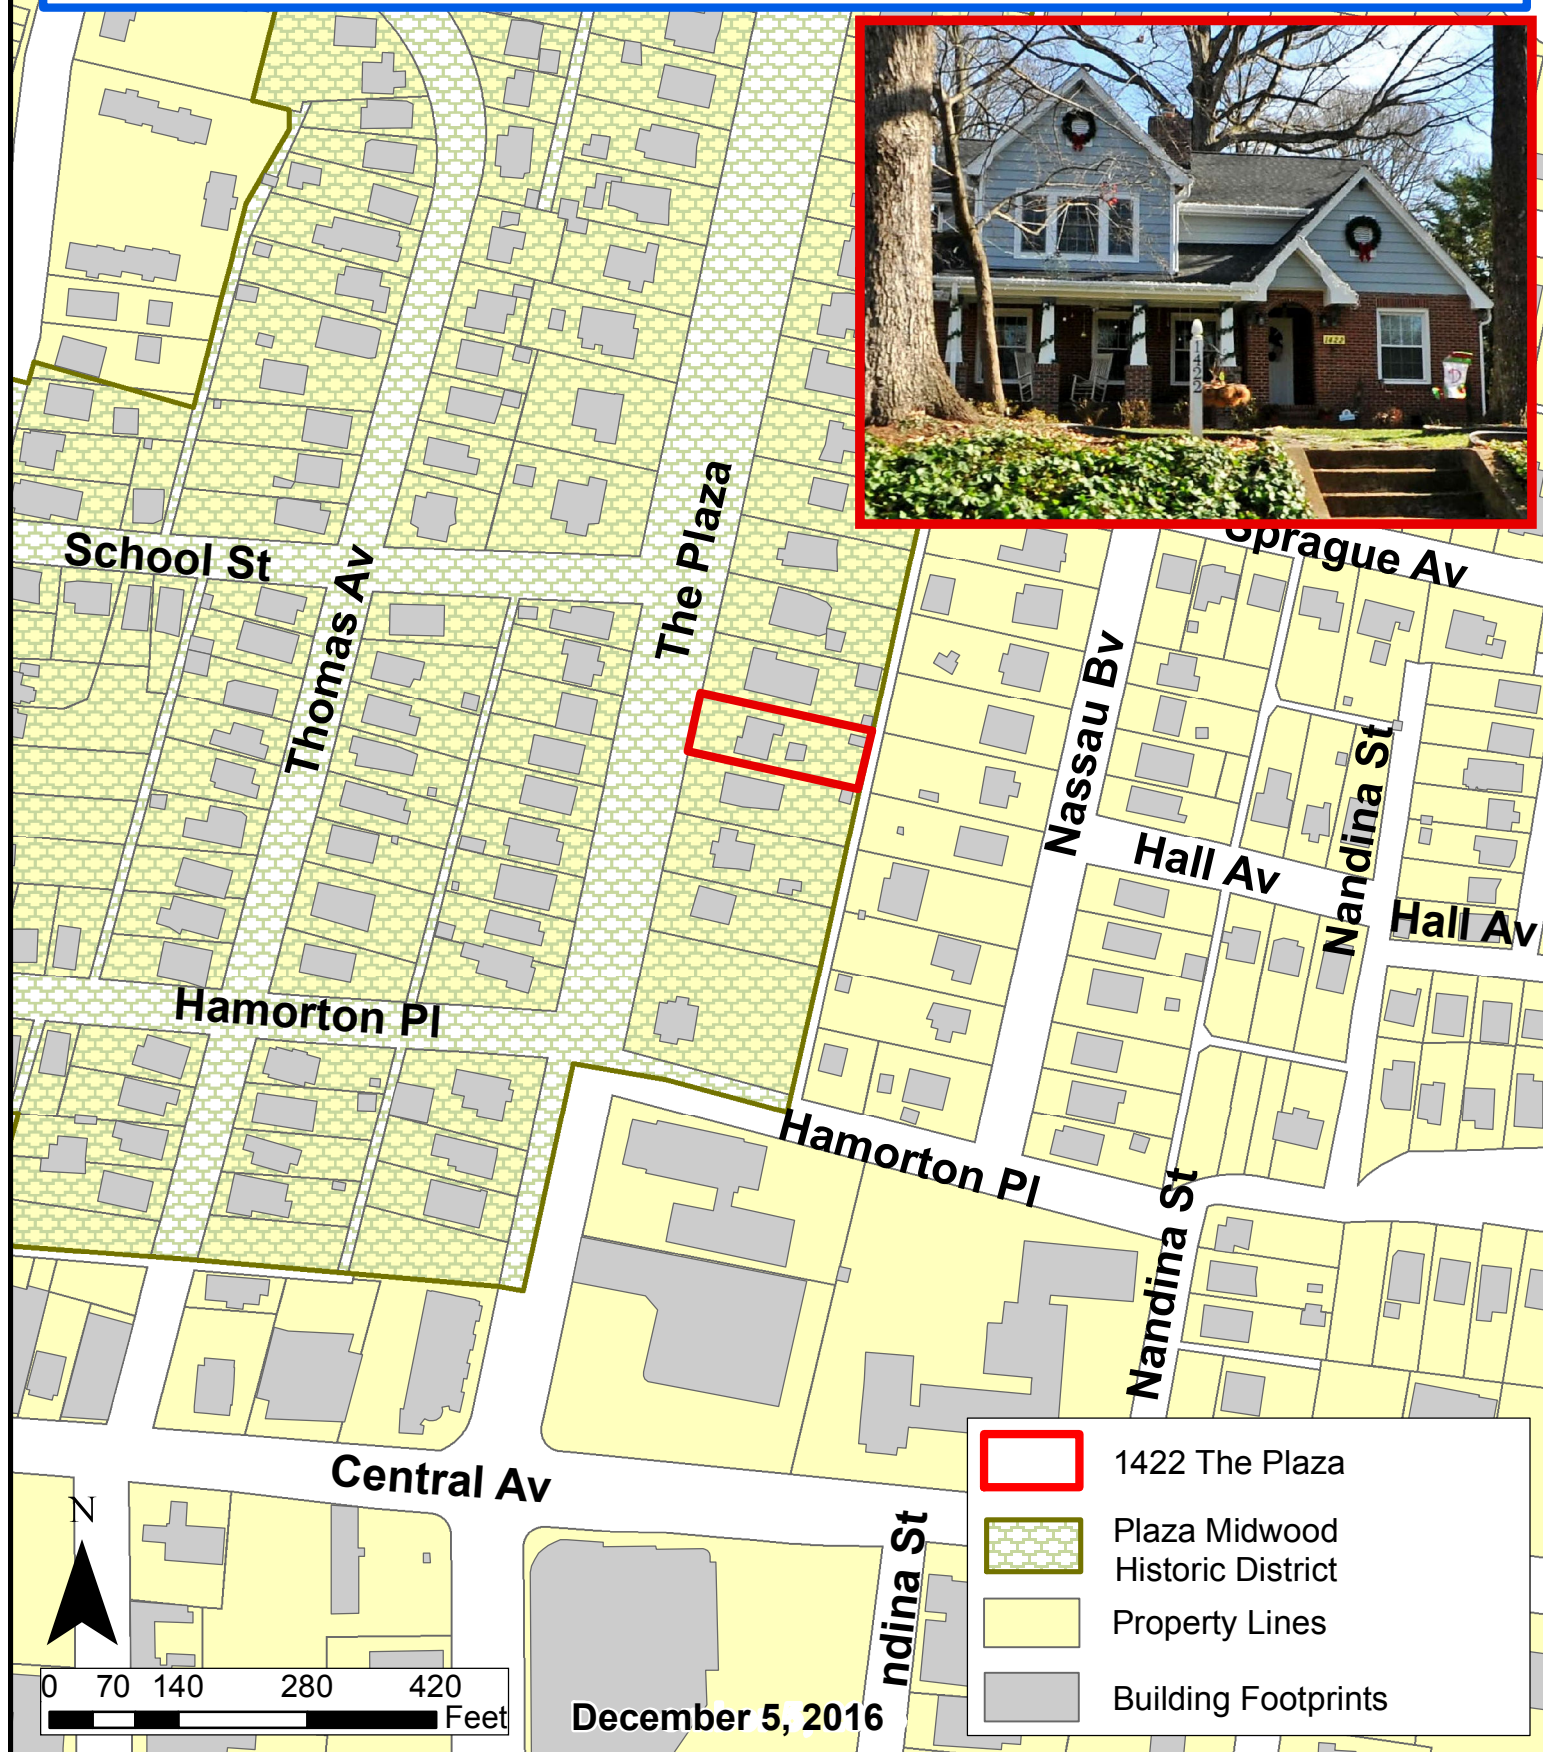 1422
1422
School St
Thomas Av
The Plaza
Sprague Av
Nassau Bv
Hall Av
Nandina St
Hall Av
Hamorton Pl
Hamorton Pl
Nandina St
Central Av
ndina St
1422 The Plaza
Plaza Midwood
Historic District
Property Lines
Building Footprints
N
0 70 140 280 420
Feet
December 5, 2016